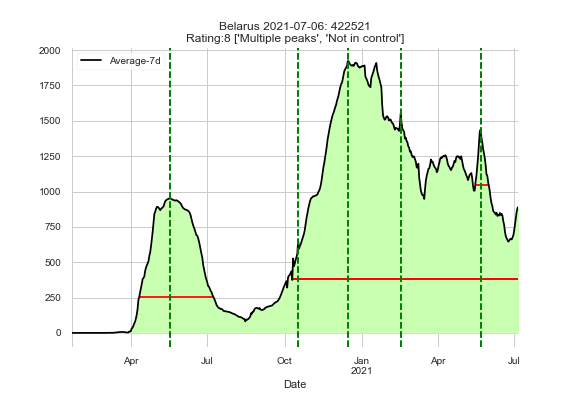 Belarus 2021-07-06: 422521
Rating:8 ['Multiple peaks', 'Not in control']
Average-7d
2000
1750
1500
1250
1000
750
500
250
0
Apr
Jul
Oct
Jan
2021
Apr
Jul
Date